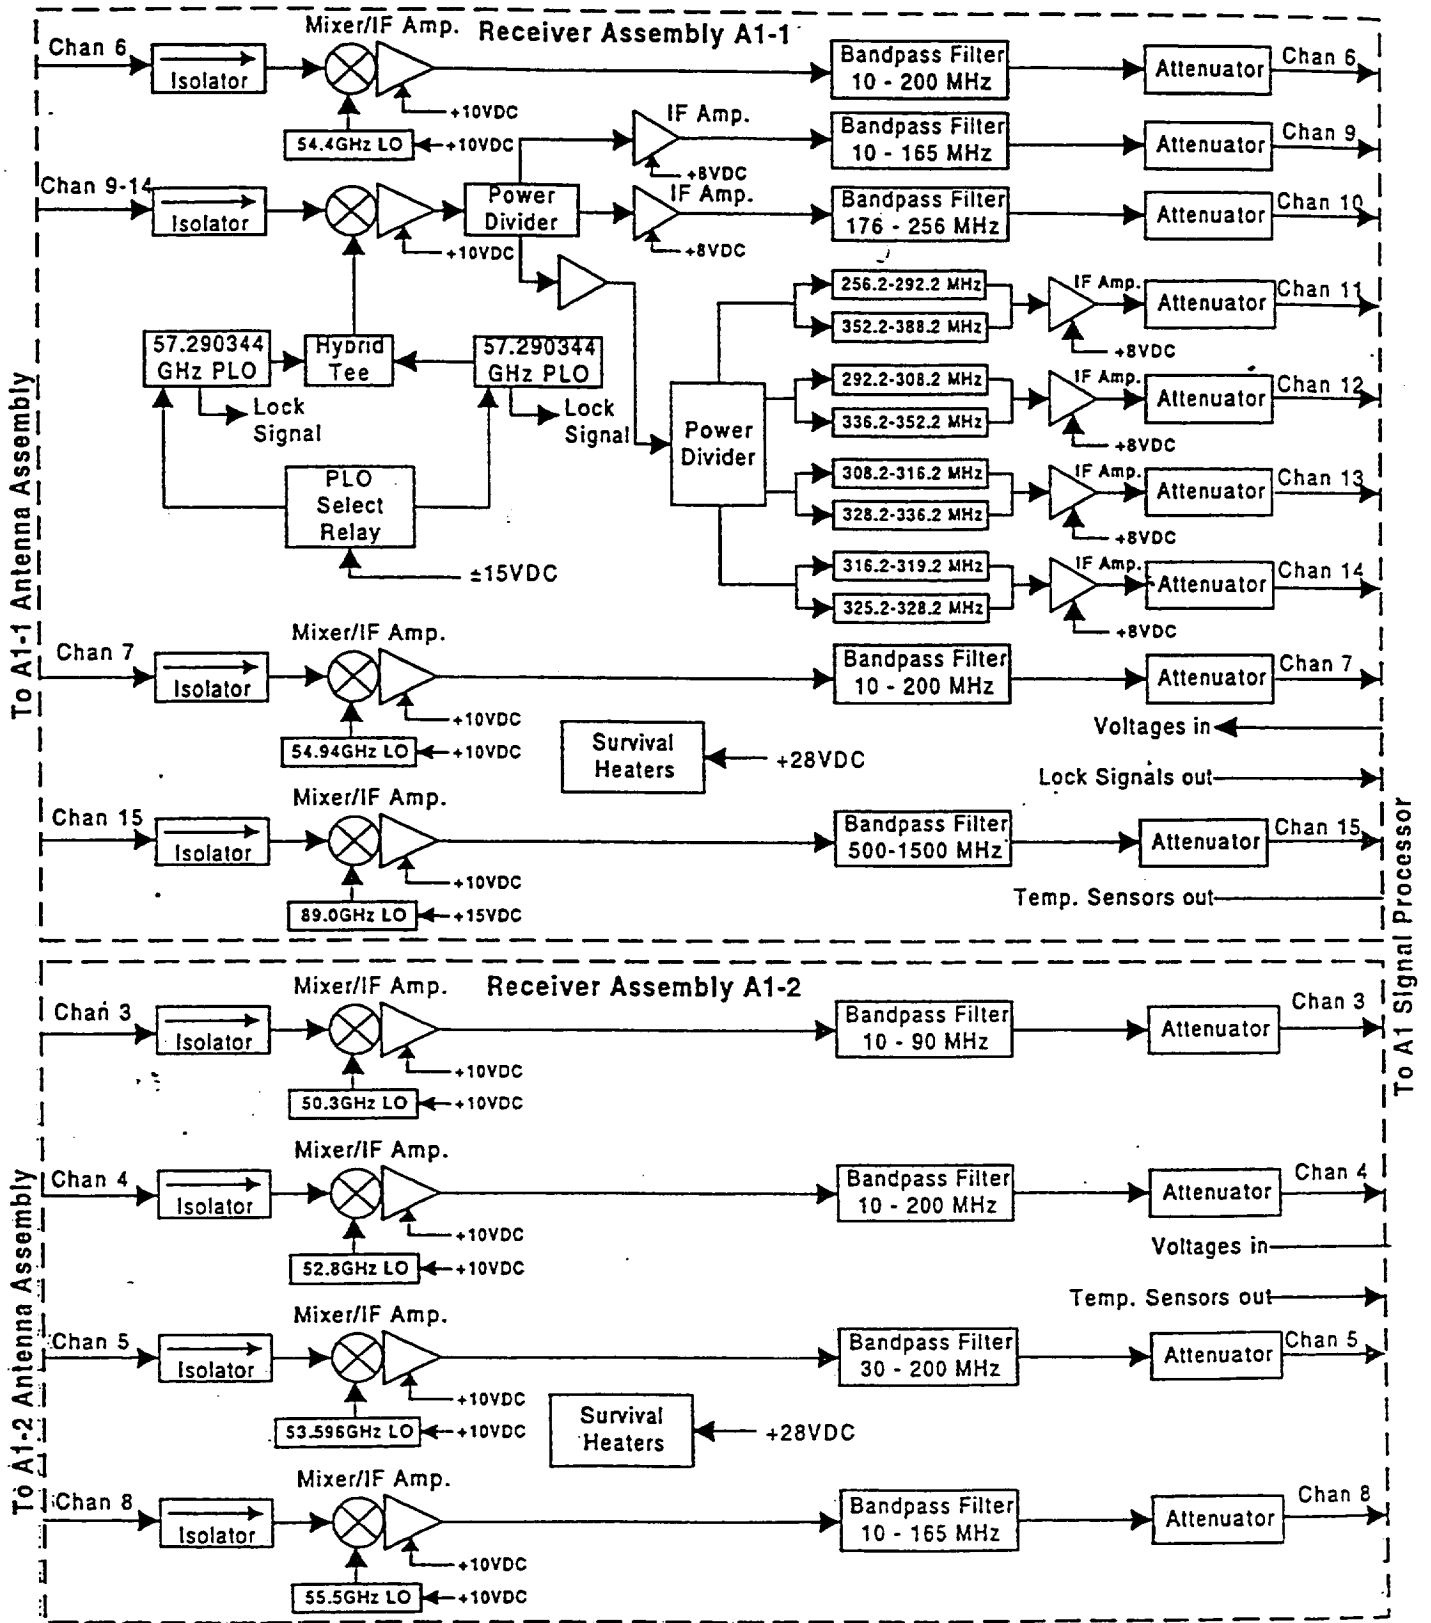 Mixer/IF Amp. Receiver Assembly A1-1
Chan 6
Isolator
Bandpass Filter
10 - 200 MHz
Attenuator
Chan 6
+10VDC
54.4GHz LO
+10VDC
IF Amp.
Bandpass Filter
10 - 165 MHz
Attenuator
Chan 9
+8VDC
Chan 9-14
Isolator
+10VDC
Power
Divider
IF Amp.
+8VDC
Bandpass Filter
176 - 256 MHz
Attenuator
Chan 10
256.2-292.2 MHz
352.2-388.2 MHz
IF Amp.
+8VDC
Attenuator
Chan 11
57.290344
GHz PLO
Hybrid
Tee
57.290344
GHz PLO
Lock
Signal
Lock
Signal
PLO
Select
Relay
±15VDC
Power
Divider
292.2-308.2 MHz
336.2-352.2 MHz
IF Amp.
+8VDC
Attenuator
Chan 12
308.2-316.2 MHz
328.2-336.2 MHz
IF Amp.
+8VDC
Attenuator
Chan 13
316.2-319.2 MHz
325.2-328.2 MHz
IF Amp.
+8VDC
Attenuator
Chan 14
To A1-1 Antenna Assembly
Mixer/IF Amp.
Chan 7
Isolator
+10VDC
54.94GHz LO
+10VDC
Bandpass Filter
10 - 200 MHz
Attenuator
Chan 7
Survival
Heaters
+28VDC
Voltages in
Lock Signals out
Mixer/IF Amp.
Chan 15
Isolator
+10VDC
89.0GHz LO
+15VDC
Bandpass Filter
500-1500 MHz
Attenuator
Chan 15
Temp. Sensors out
To A1 Signal Processor
Mixer/IF Amp. Receiver Assembly A1-2
Chan 3
Isolator
+10VDC
50.3GHz LO
+10VDC
Bandpass Filter
10 - 90 MHz
Attenuator
Chan 3
Mixer/IF Amp.
Chan 4
Isolator
+10VDC
52.8GHz LO
+10VDC
Bandpass Filter
10 - 200 MHz
Attenuator
Chan 4
Voltages in
Temp. Sensors out
To A1-2 Antenna Assembly
Mixer/IF Amp.
Chan 5
Isolator
+10VDC
53.596GHz LO
+10VDC
Bandpass Filter
30 - 200 MHz
Attenuator
Chan 5
Survival
Heaters
+28VDC
Mixer/IF Amp.
Chan 8
Isolator
+10VDC
55.5GHz LO
+10VDC
Bandpass Filter
10 - 165 MHz
Attenuator
Chan 8